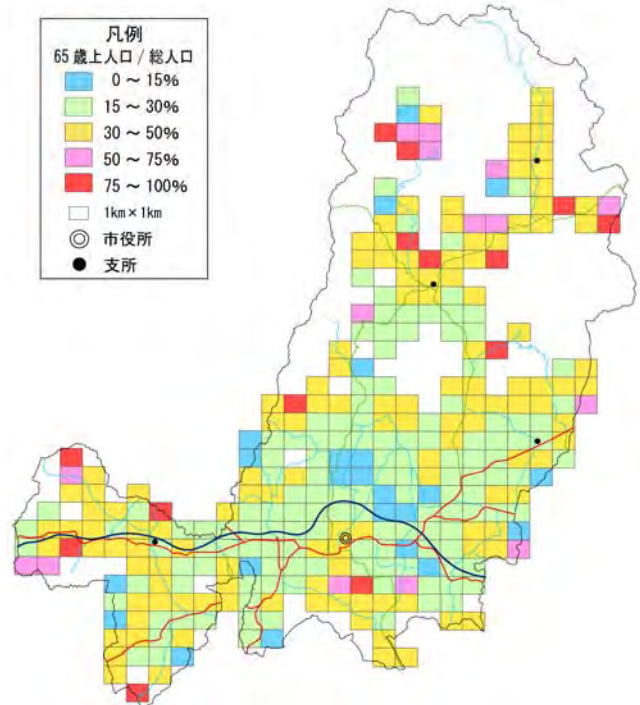 凡例
65歳上人口 / 総人口
0 ～ 15%
15 ～ 30%
30 ～ 50%
50 ～ 75%
75 ～ 100%
1km×1km
市役所
支所